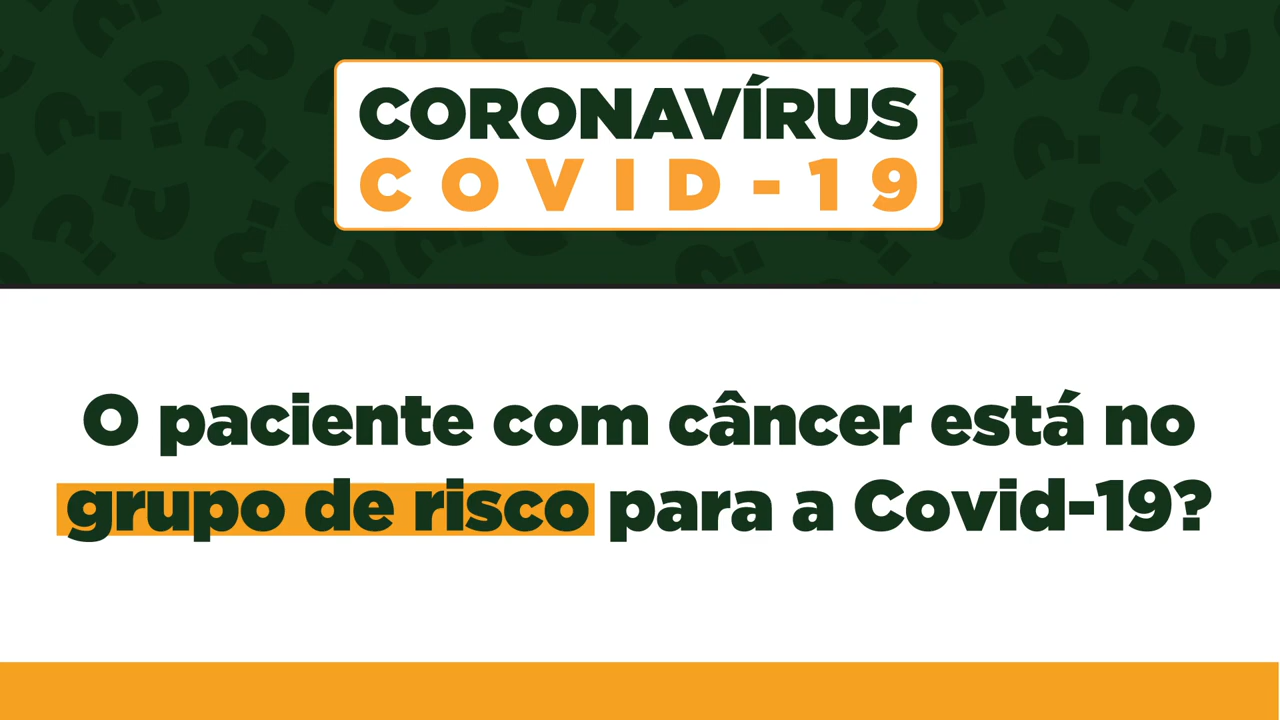 CORONAVÍRUS
COVID-19
O paciente com câncer está no
grupo de risco para a Covid-19?